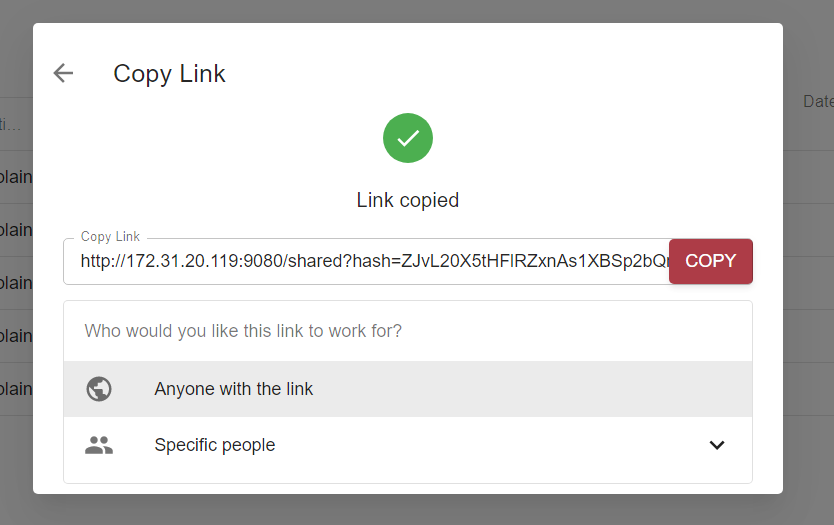 Copy Link
Date
ti...
Link copied
plain
Copy Link
http://172.31.20.119:9080/shared?hash=ZJvL20X5tHFlRZxnAs1XBSp2bQ
COPY
plain
plain
Who would you like this link to work for?
plain
Anyone with the link
plain
Specific people